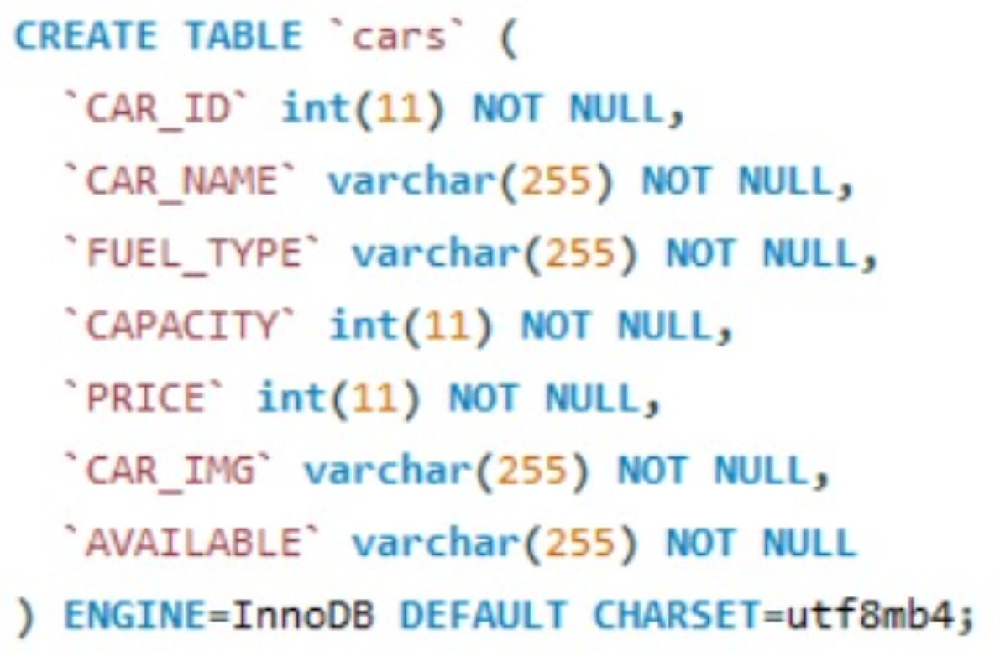 CREATE TABLE `cars` (
`CAR_ID` int(11) NOT NULL,
`CAR_NAME` varchar(255) NOT NULL,
`FUEL_TYPE` varchar(255) NOT NULL,
`CAPACITY` int(11) NOT NULL,
`PRICE` int(11) NOT NULL,
`CAR_IMG` varchar(255) NOT NULL,
`AVAILABLE` varchar(255) NOT NULL
) ENGINE=InnoDB DEFAULT CHARSET=utf8mb4;